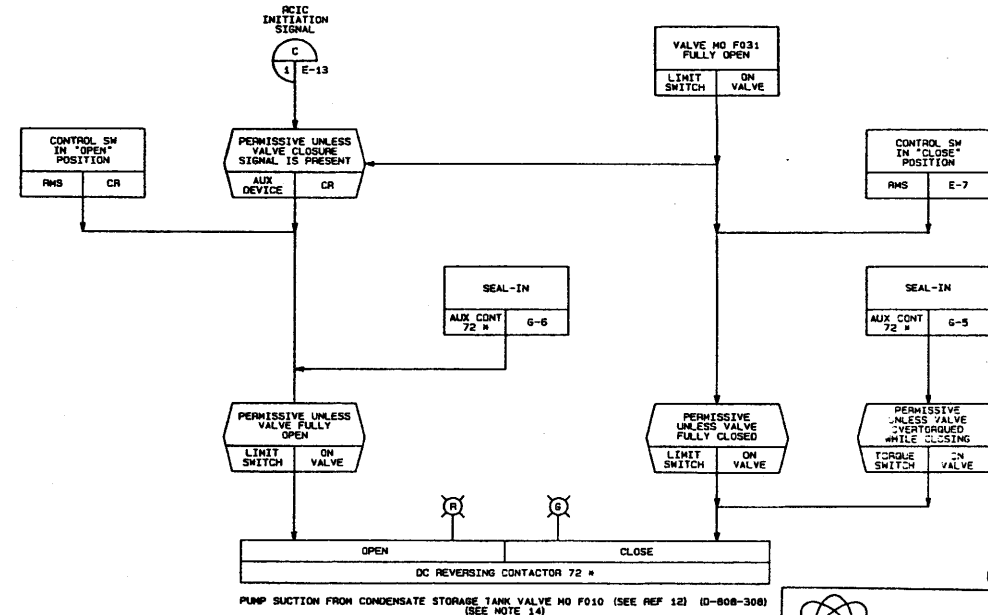 RCIC
INITIATION
SIGNAL
C
1 E-13
VALVE MO F031
FULLY OPEN
LIMIT
SWITCH
ON
VALVE
CONTROL SW
IN "OPEN"
POSITION
RMS
CR
PERMISSIVE UNLESS
VALVE CLOSURE
SIGNAL IS PRESENT
AUX
DEVICE
CR
CONTROL SW
IN "CLOSE"
POSITION
RMS
E-7
SEAL-IN
AUX CONT
72 *
G-6
SEAL-IN
AUX CONT
72 *
G-5
PERMISSIVE UNLESS
VALVE FULLY
OPEN
LIMIT
SWITCH
ON
VALVE
PERMISSIVE
UNLESS VALVE
FULLY CLOSED
LIMIT
SWITCH
ON
VALVE
PERMISSIVE
UNLESS VALVE
OVERTORQUED
WHILE CLOSING
TORQUE
SWITCH
ON
VALVE
R
G
OPEN
CLOSE
DC REVERSING CONTACTOR 72 *
PUMP SUCTION FROM CONDENSATE STORAGE TANK VALVE MO F010 (SEE REF 12) (D-808-308)
(SEE NOTE 14)